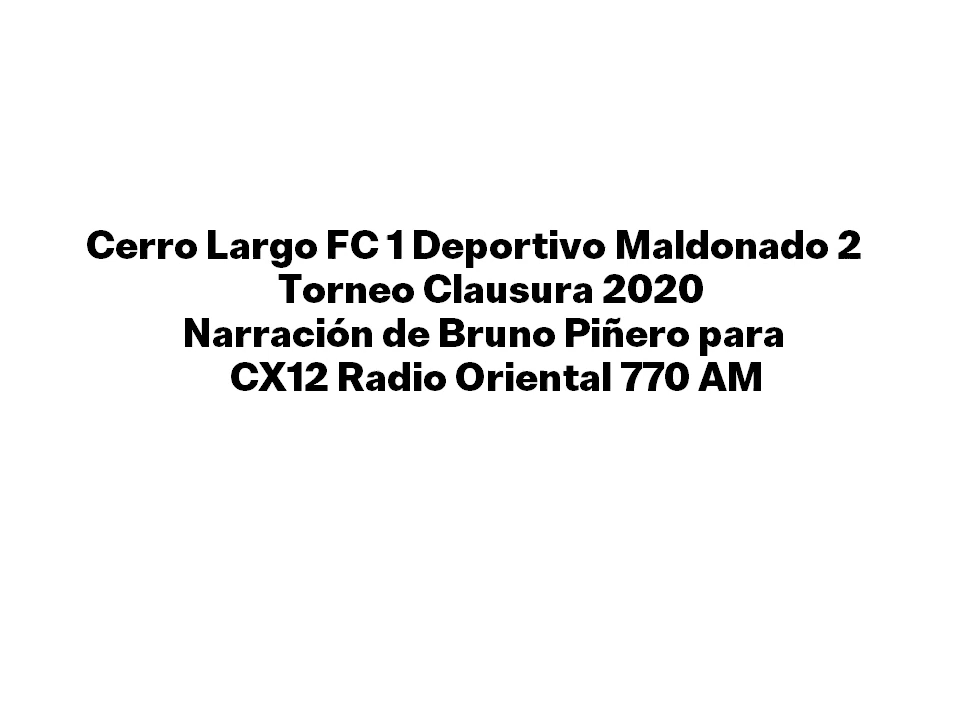 Cerro Largo FC 1 Deportivo Maldonado 2
Torneo Clausura 2020
Narración de Bruno Piñero para
CX12 Radio Oriental 770 AM